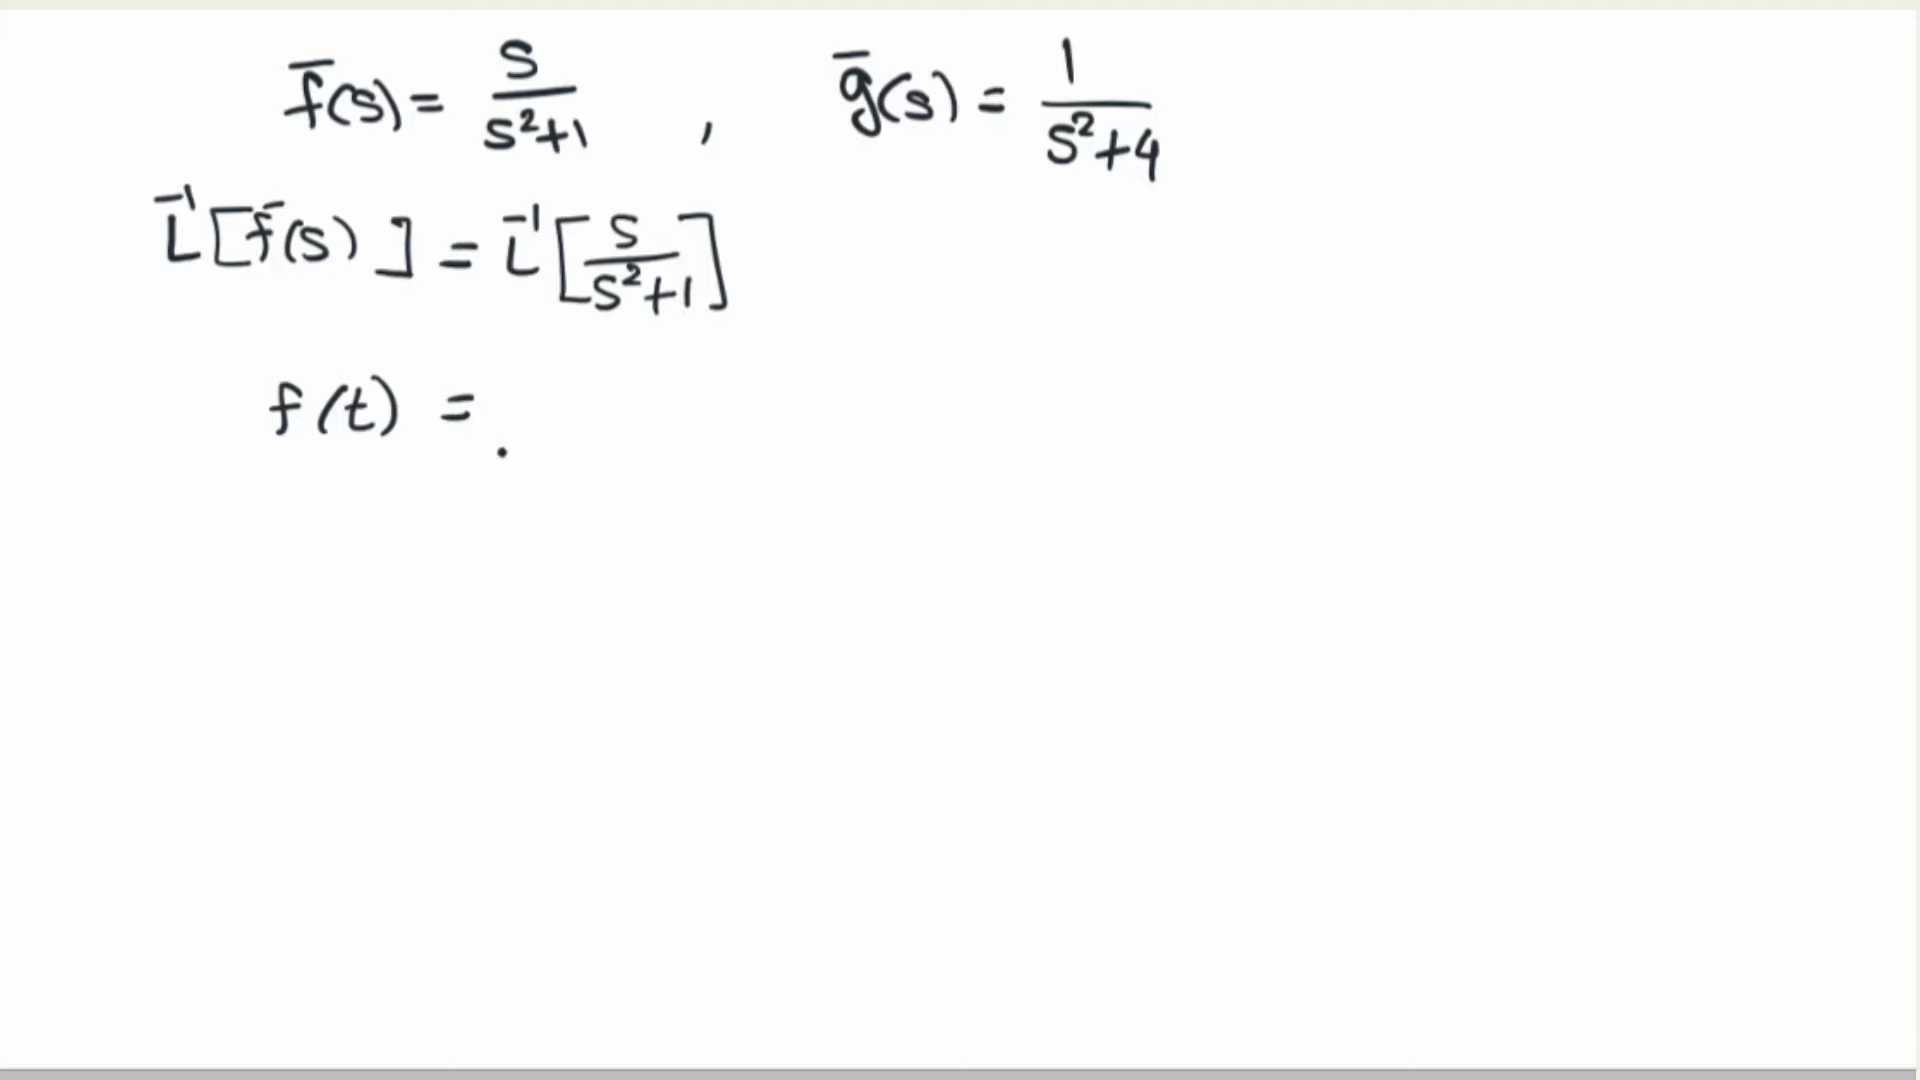 f̄(s) = s/(s²+1) , ḡ(s) = 1/(s²+4)
L⁻¹[f̄(s)] = L⁻¹[s/(s²+1)]
f(t) = .